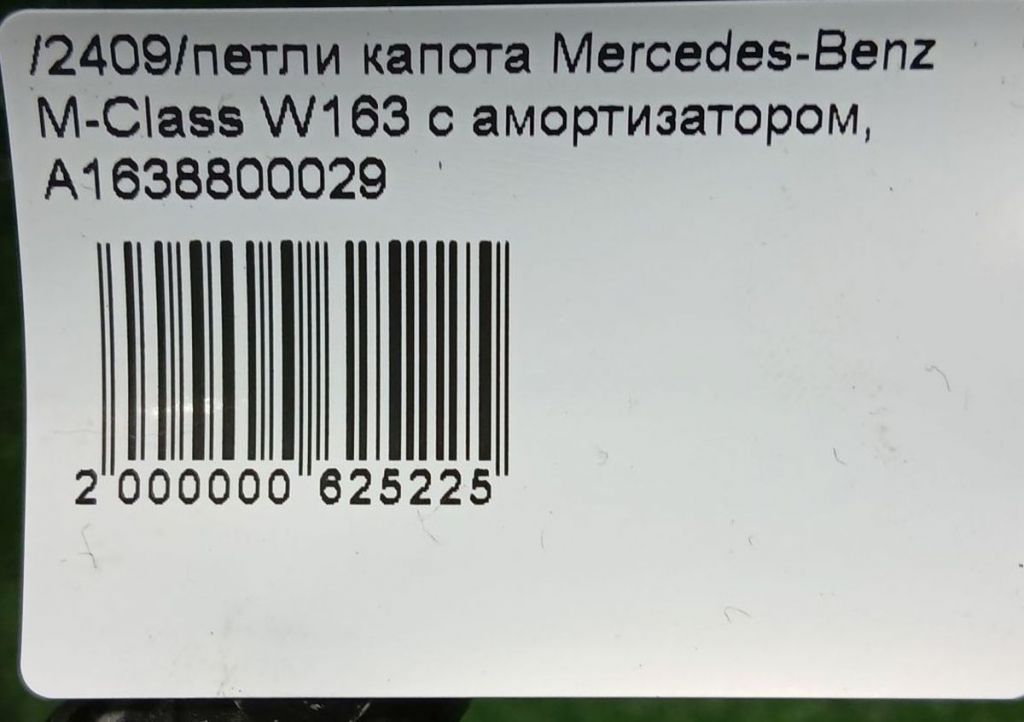 /2409/петли капота Mercedes-Benz
M-Class W163 с амортизатором,
A1638800029
2 000000 625225